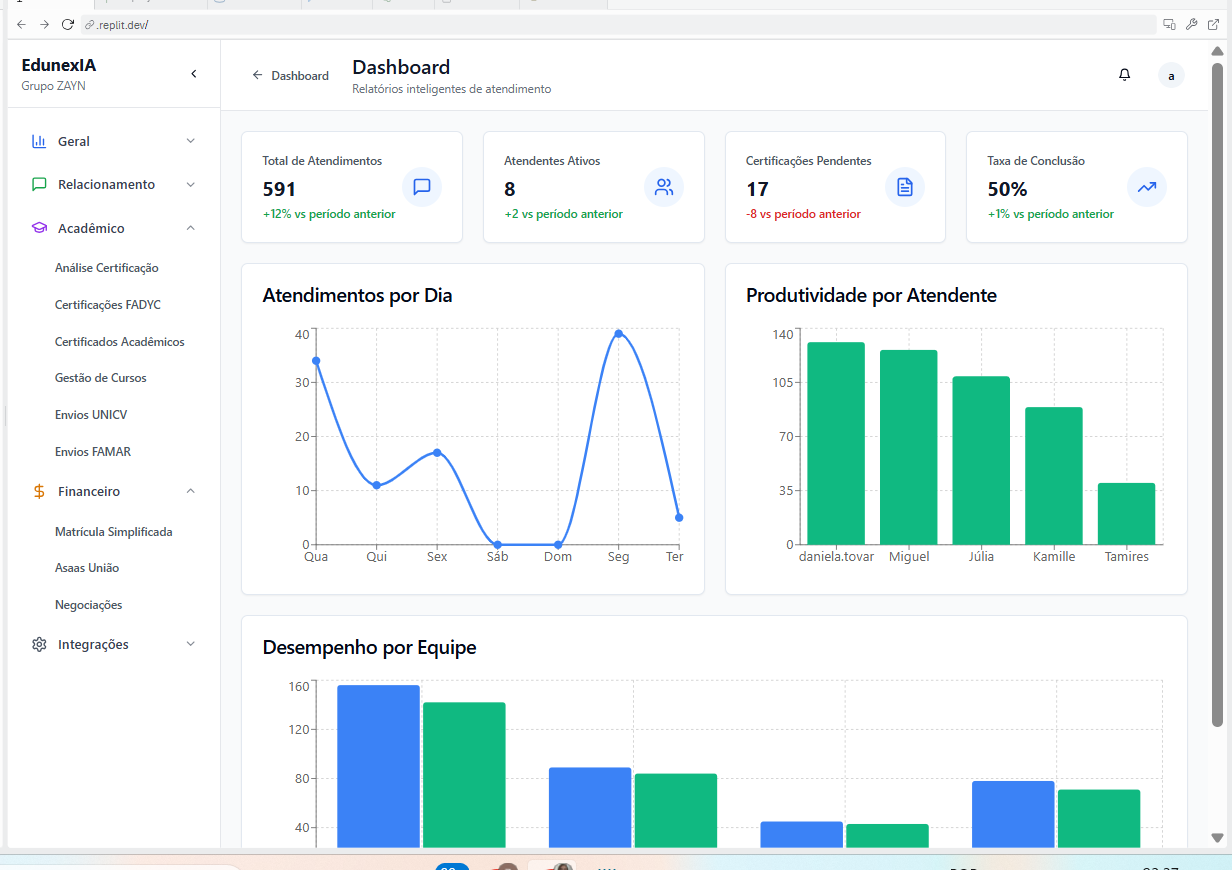 .replit.dev/
EdunexIA
Grupo ZAYN
Dashboard
Dashboard
Relatórios inteligentes de atendimento
a
Geral
Relacionamento
Acadêmico
Análise Certificação
Certificações FADYC
Certificados Acadêmicos
Gestão de Cursos
Envios UNICV
Envios FAMAR
Financeiro
Matrícula Simplificada
Asaas União
Negociações
Integrações
Total de Atendimentos
591
+12% vs período anterior
Atendentes Ativos
8
+2 vs período anterior
Certificações Pendentes
17
-8 vs período anterior
Taxa de Conclusão
50%
+1% vs período anterior
Atendimentos por Dia
40
30
20
10
0
Qua Qui Sex Sáb Dom Seg Ter
Produtividade por Atendente
140
105
70
35
0
daniela.tovar Miguel Júlia Kamille Tamires
Desempenho por Equipe
160
120
80
40